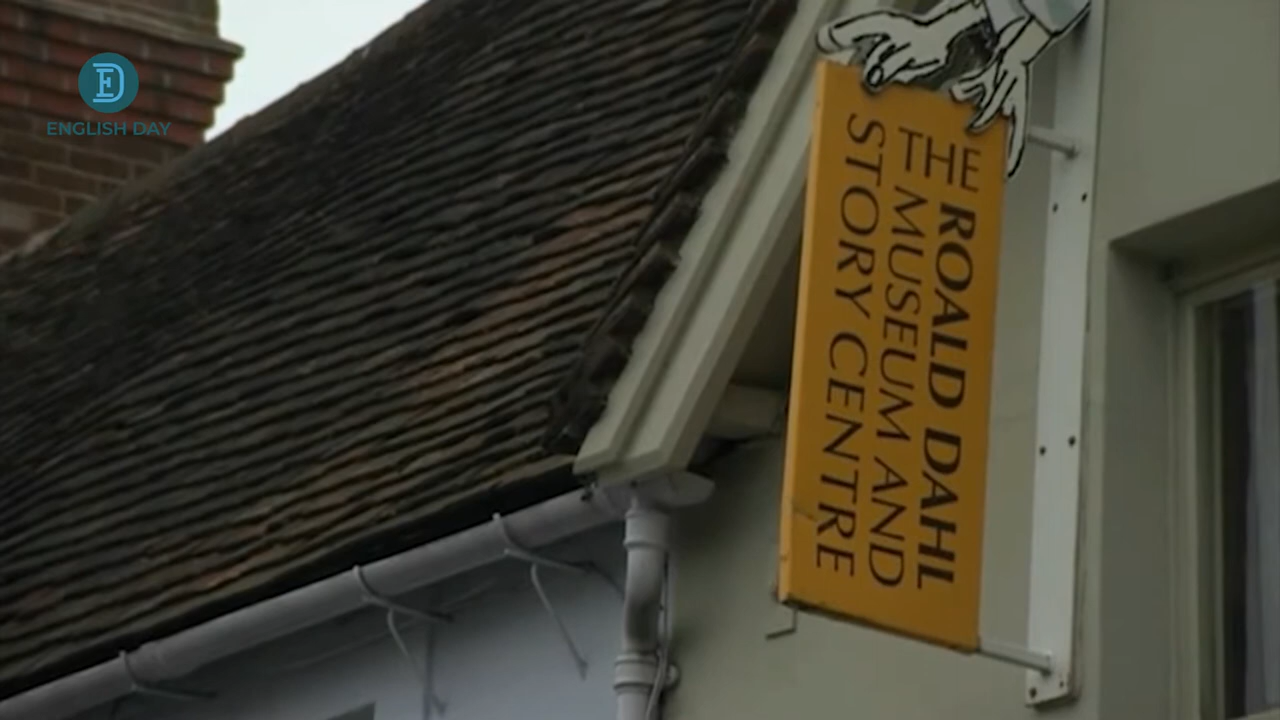 ENGLISH DAY
THE
ROALD DAHL
MUSEUM AND
STORY CENTRE